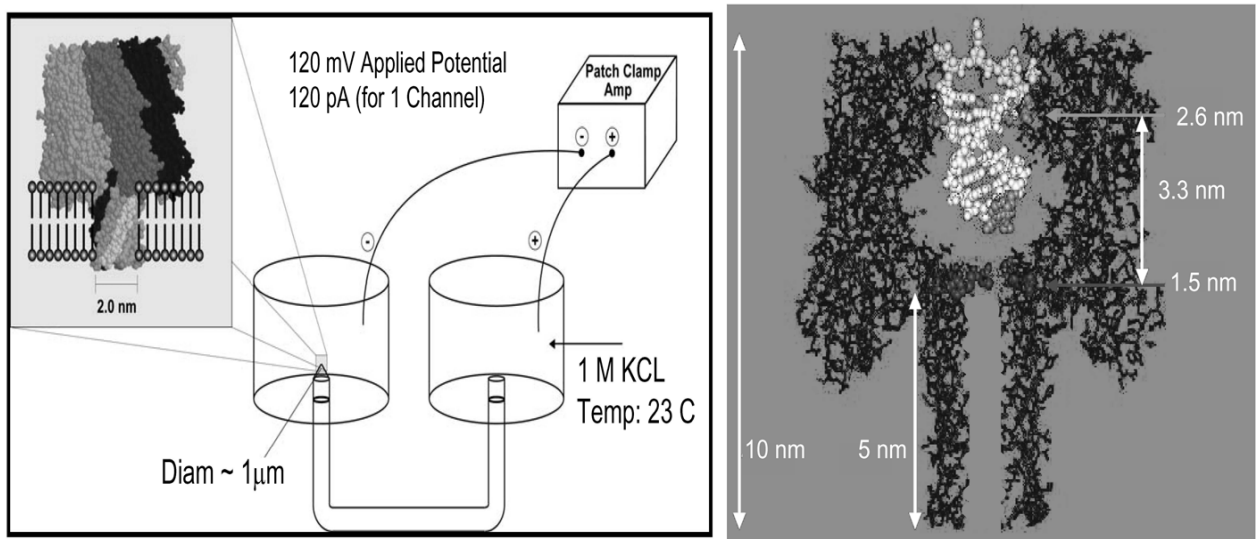 120 mV Applied Potential
120 pA (for 1 Channel)
Patch Clamp
Amp
- +
-
+
2.0 nm
1 M KCL
Temp: 23 C
Diam ~ 1μm
2.6 nm
3.3 nm
1.5 nm
10 nm
5 nm